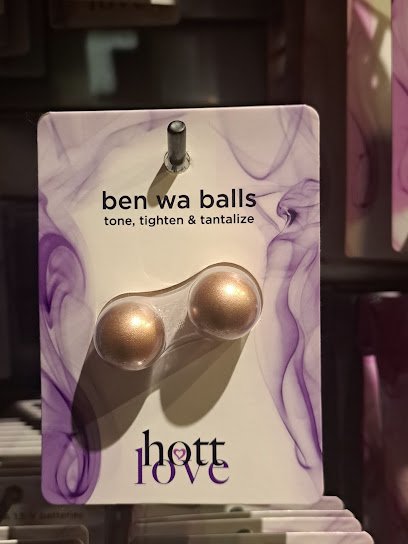 ben wa balls
tone, tighten & tantalize
hott
love